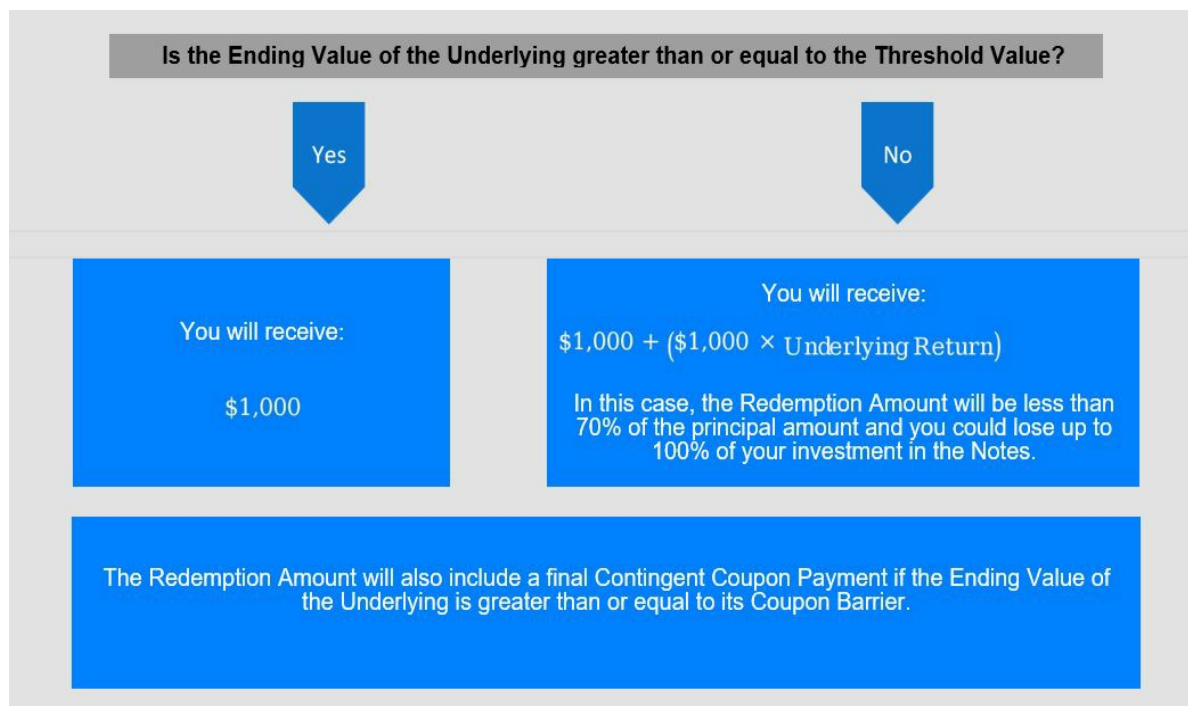 Is the Ending Value of the Underlying greater than or equal to the Threshold Value?
Yes
No
You will receive:
$1,000
You will receive:
$1,000 + ($1,000 × Underlying Return)
In this case, the Redemption Amount will be less than
70% of the principal amount and you could lose up to
100% of your investment in the Notes.
The Redemption Amount will also include a final Contingent Coupon Payment if the Ending Value of
the Underlying is greater than or equal to its Coupon Barrier.